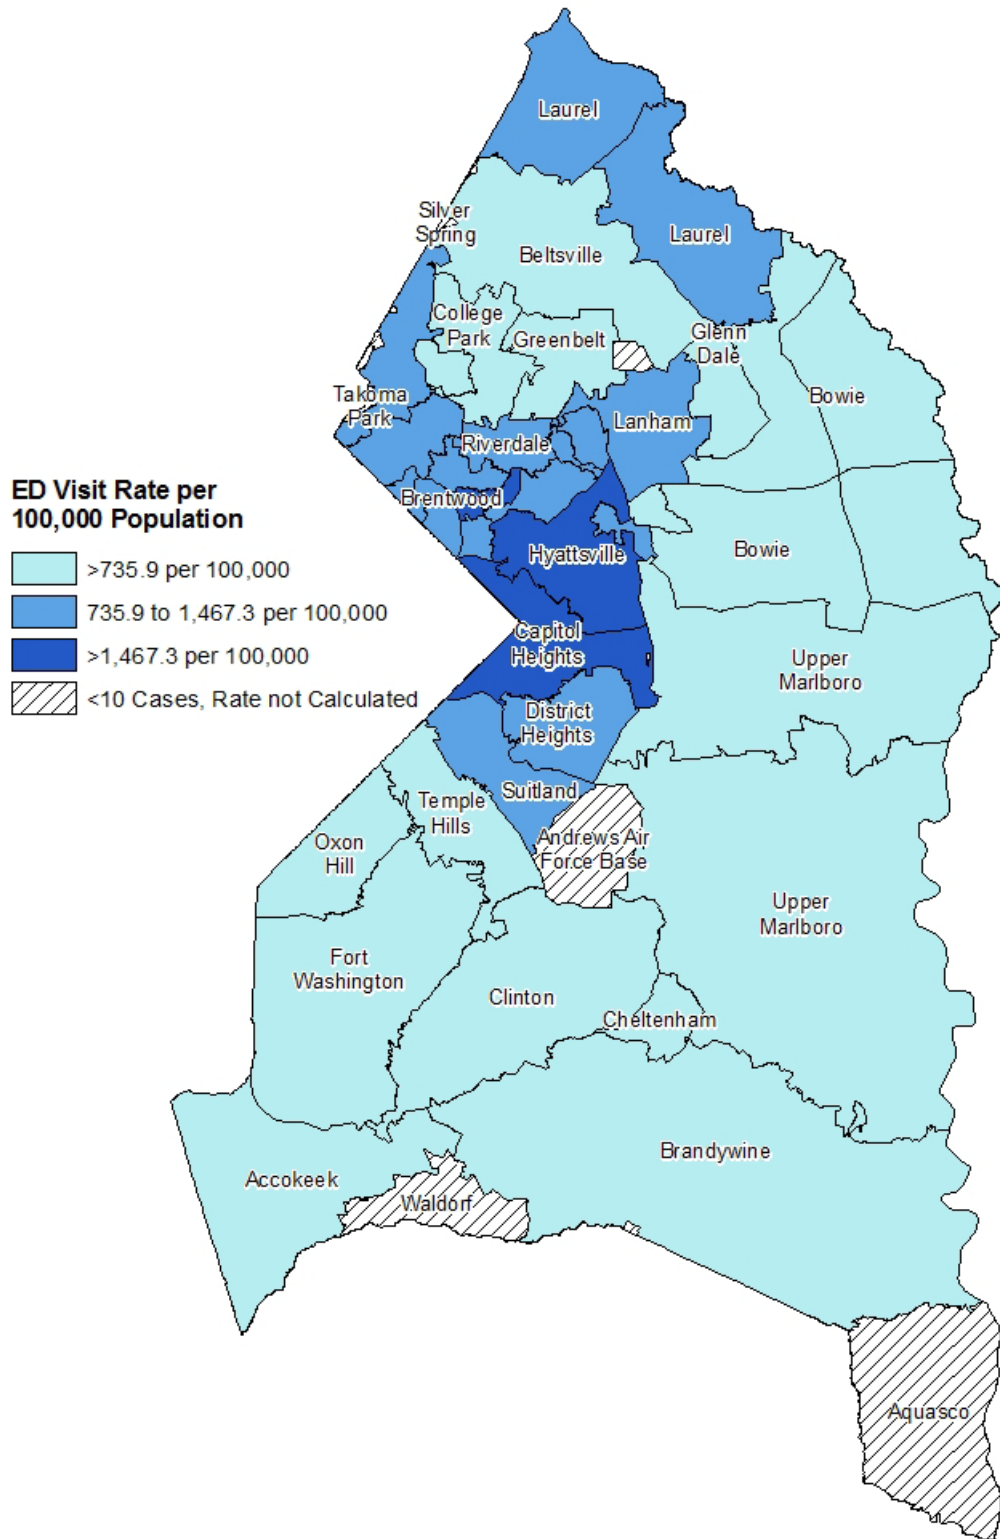 Laurel
Silver
Spring
Laurel
Beltsville
College
Park
Greenbelt
Glenn
Dale
Takoma
Park
Bowie
Lanham
Riverdale
ED Visit Rate per
100,000 Population
>735.9 per 100,000
735.9 to 1,467.3 per 100,000
>1,467.3 per 100,000
<10 Cases, Rate not Calculated
Brentwood
Hyattsville
Bowie
Capitol
Heights
Upper
Marlboro
District
Heights
Suitland
Temple
Hills
Oxon
Hill
Andrews Air
Force Base
Upper
Marlboro
Fort
Washington
Clinton
Cheltenham
Brandywine
Accokeek
Waldorf
Aquasco